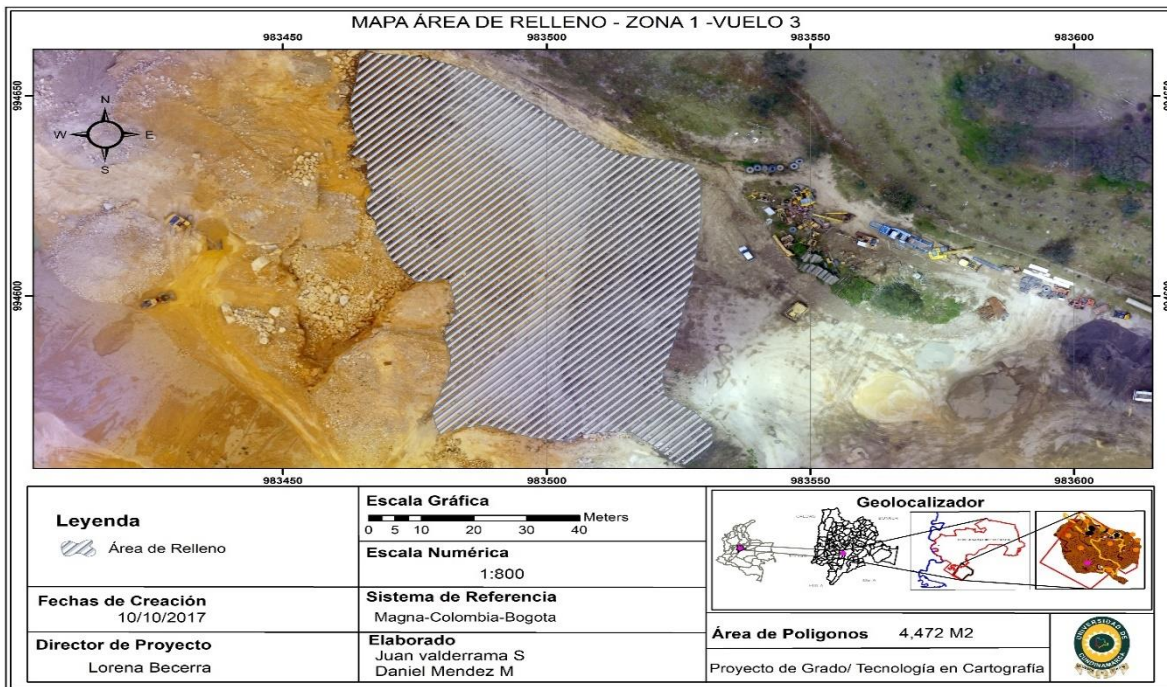 MAPA ÁREA DE RELLENO - ZONA 1 -VUELO 3
983450 983500 983550 983600
994650
994600
N
W E
S
983450 983500 983550 983600
Leyenda
Área de Relleno
Escala Gráfica
Meters
0 5 10 20 30 40
Escala Numérica
1:800
Fechas de Creación
10/10/2017
Sistema de Referencia
Magna-Colombia-Bogota
Director de Proyecto
Lorena Becerra
Elaborado
Juan valderrama S
Daniel Mendez M
Geolocalizador
Área de Poligonos 4,472 M2
Proyecto de Grado/ Tecnología en Cartografía
UNIVERSIDAD DE
CUNDINAMARCA